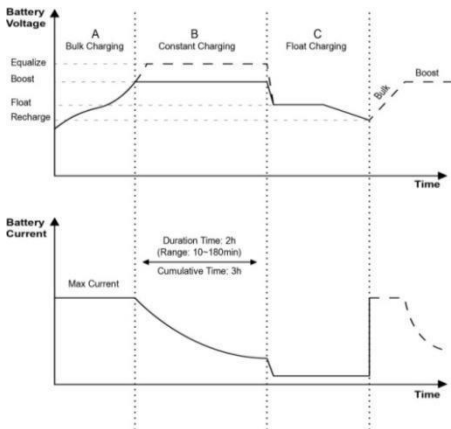 Battery
Voltage
A
Bulk Charging
B
Constant Charging
C
Float Charging
Equalize
Boost
Float
Recharge
Bulk
Boost
Time
Battery
Current
Duration Time: 2h
(Range: 10~180min)
Cumulative Time: 3h
Max Current
Time